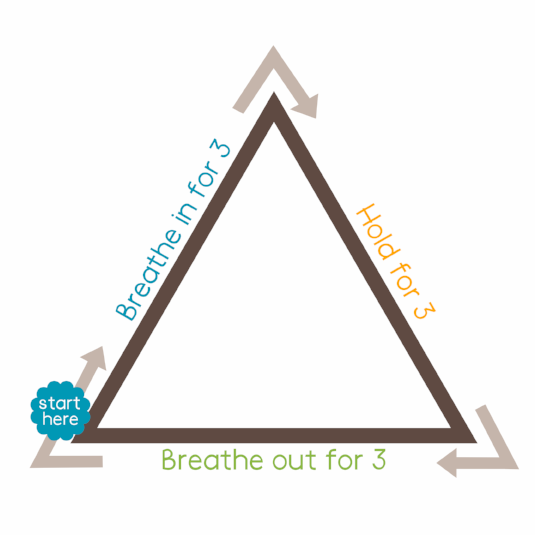 start
here
Breathe in for 3
Hold for 3
Breathe out for 3